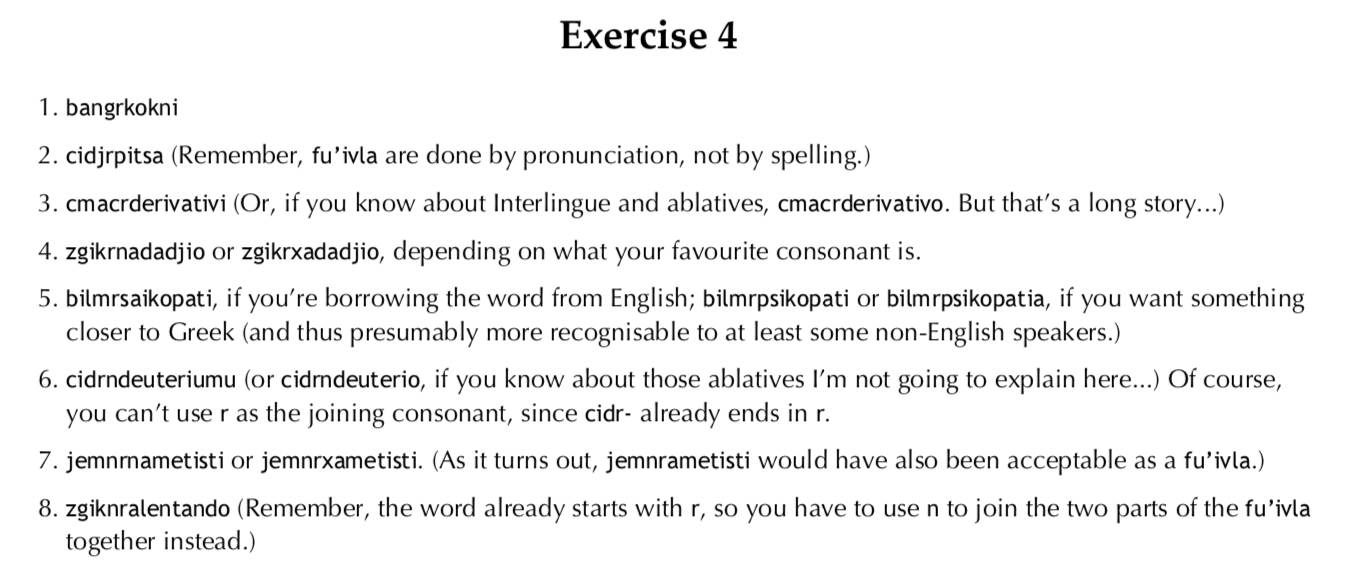 Exercise 4
1. bangrkokni
2. cidjrpitsa (Remember, fu’ivla are done by pronunciation, not by spelling.)
3. cmacrderivativi (Or, if you know about Interlingue and ablatives, cmacrderivativo. But that’s a long story...)
4. zgikrnadadjio or zgikrxadadjio, depending on what your favourite consonant is.
5. bilmrsaikopati, if you’re borrowing the word from English; bilmrpsikopati or bilmrpsikopatia, if you want something
closer to Greek (and thus presumably more recognisable to at least some non-English speakers.)
6. cidrndeuteriumu (or cidrndeuterio, if you know about those ablatives I’m not going to explain here...) Of course,
you can’t use r as the joining consonant, since cidr- already ends in r.
7. jemnrnametisti or jemnrxametisti. (As it turns out, jemnrametisti would have also been acceptable as a fu’ivla.)
8. zgiknralentando (Remember, the word already starts with r, so you have to use n to join the two parts of the fu’ivla
together instead.)